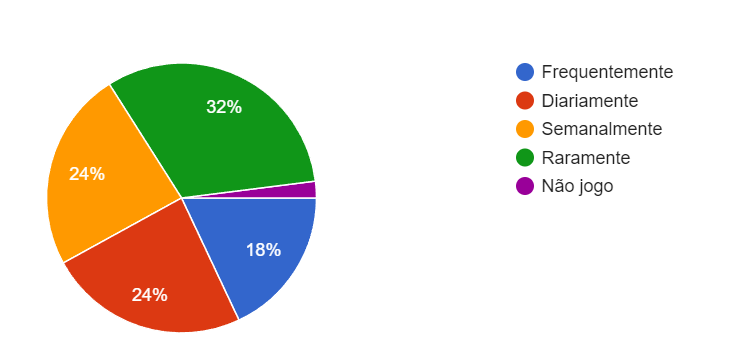 Frequentemente
Diariamente
Semanalmente
Raramente
Não jogo
32%
24%
18%
24%